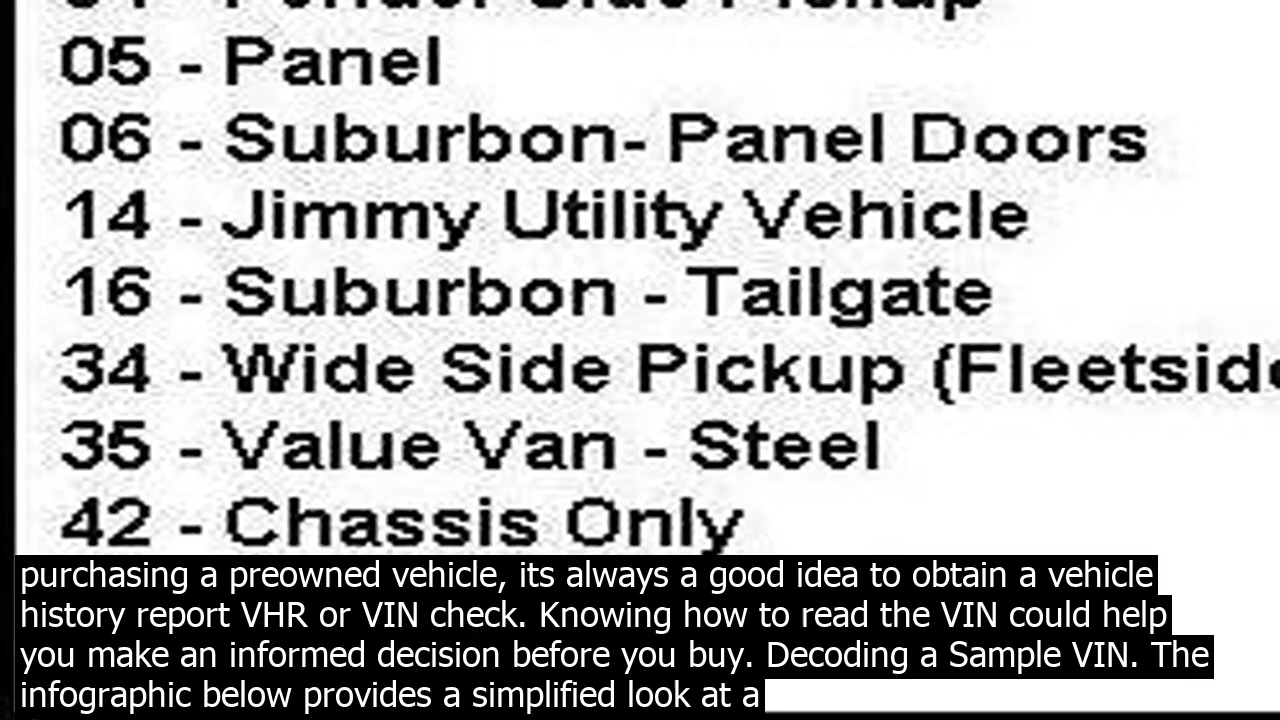 05 - Panel
06 - Suburbon- Panel Doors
14 - Jimmy Utility Vehicle
16 - Suburbon - Tailgate
34 - Wide Side Pickup (Fleetside
35 - Value Van - Steel
42 - Chassis Only
purchasing a preowned vehicle, its always a good idea to obtain a vehicle
history report VHR or VIN check. Knowing how to read the VIN could help
you make an informed decision before you buy. Decoding a Sample VIN. The
infographic below provides a simplified look at a